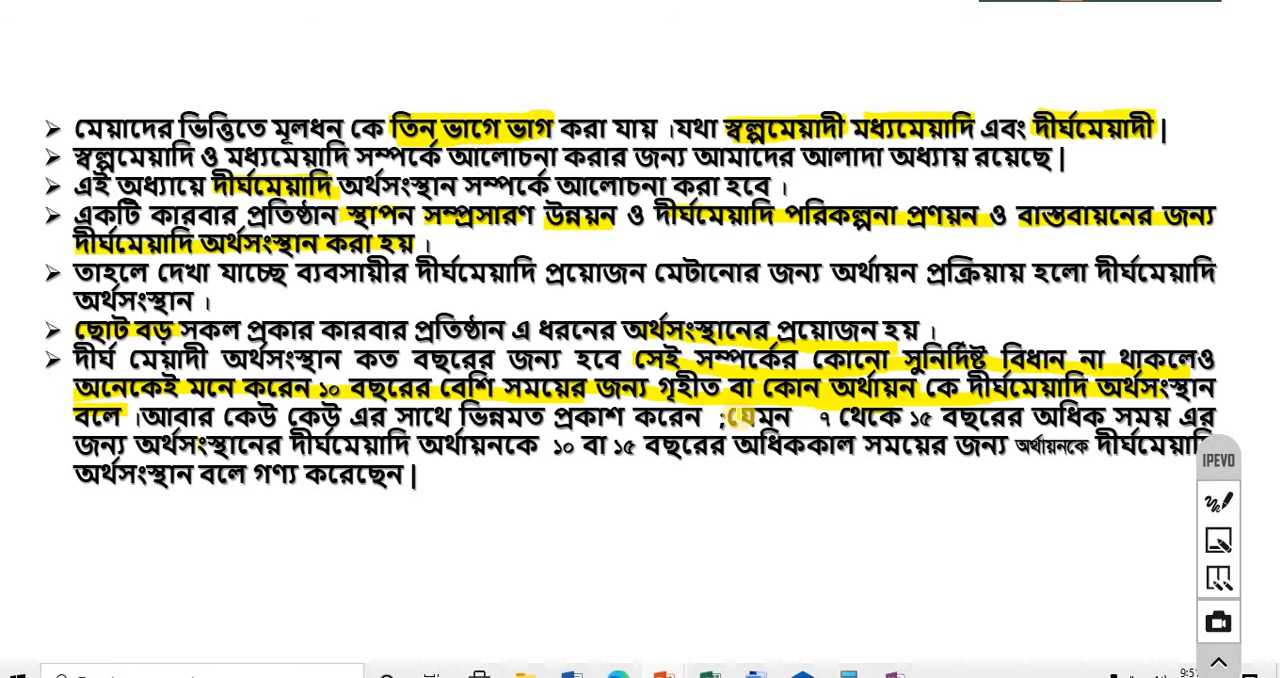 ➢ মেয়াদের ভিত্তিতে মূলধন কে তিন ভাগে ভাগ করা যায় ।যথা স্বল্পমেয়াদী মধ্যমেয়াদি এবং দীর্ঘমেয়াদী |
➢ স্বল্পমেয়াদি ও মধ্যমেয়াদি সম্পর্কে আলোচনা করার জন্য আমাদের আলাদা অধ্যায় রয়েছে |
➢ এই অধ্যায়ে দীর্ঘমেয়াদি অর্থসংস্থান সম্পর্কে আলোচনা করা হবে ।
➢ একটি কারবার প্রতিষ্ঠান স্থাপন সম্প্রসারণ উন্নয়ন ও দীর্ঘমেয়াদি পরিকল্পনা প্রণয়ন ও বাস্তবায়নের জন্য
দীর্ঘমেয়াদি অর্থসংস্থান করা হয় ।
➢ তাহলে দেখা যাচ্ছে ব্যবসায়ীর দীর্ঘমেয়াদি প্রয়োজন মেটানোর জন্য অর্থায়ন প্রক্রিয়ায় হলো দীর্ঘমেয়াদি
অর্থসংস্থান ।
➢ ছোট বড় সকল প্রকার কারবার প্রতিষ্ঠান এ ধরনের অর্থসংস্থানের প্রয়োজন হয় ।
➢ দীর্ঘ মেয়াদী অর্থসংস্থান কত বছরের জন্য হবে সেই সম্পর্কের কোনো সুনির্দিষ্ট বিধান না থাকলেও
অনেকেই মনে করেন ১০ বছরের বেশি সময়ের জন্য গৃহীত বা কোন অর্থায়ন কে দীর্ঘমেয়াদি অর্থসংস্থান
বলে ।আবার কেউ কেউ এর সাথে ভিন্নমত প্রকাশ করেন ;যেমন ৭ থেকে ১৫ বছরের অধিক সময় এর
জন্য অর্থসংস্থানের দীর্ঘমেয়াদি অর্থায়নকে ১০ বা ১৫ বছরের অধিককাল সময়ের জন্য অর্থায়নকে দীর্ঘমেয়াদি
অর্থসংস্থান বলে গণ্য করেছেন |
IPEVO